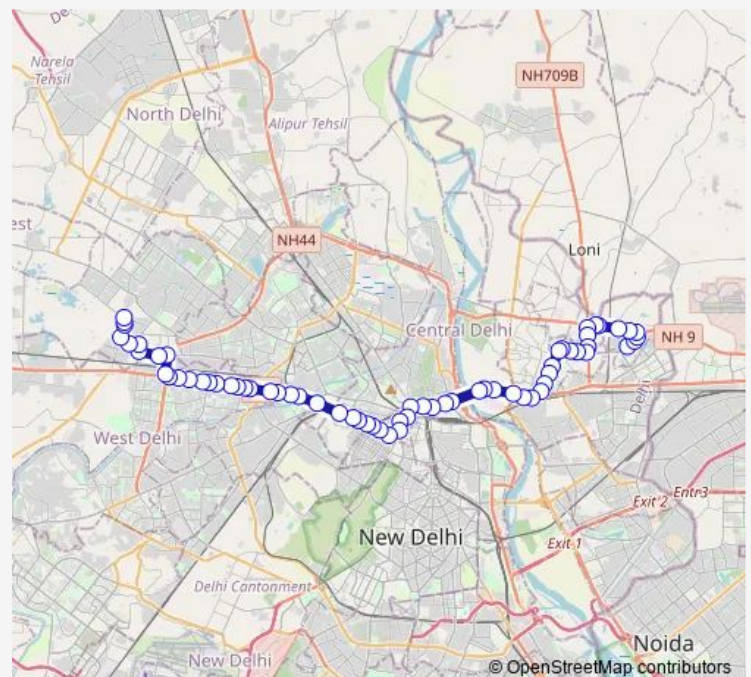 Narela
Tehsil
NH709B
North Delhi
Alipur Tehsil
est
NH44
Loni
Central Delhi
NH 9
Delhi
West Delhi
Exit 2
Entr3
New Delhi
Exit 1
Delhi Cantonment
Noida
New Delhi
© OpenStreetMap contributors